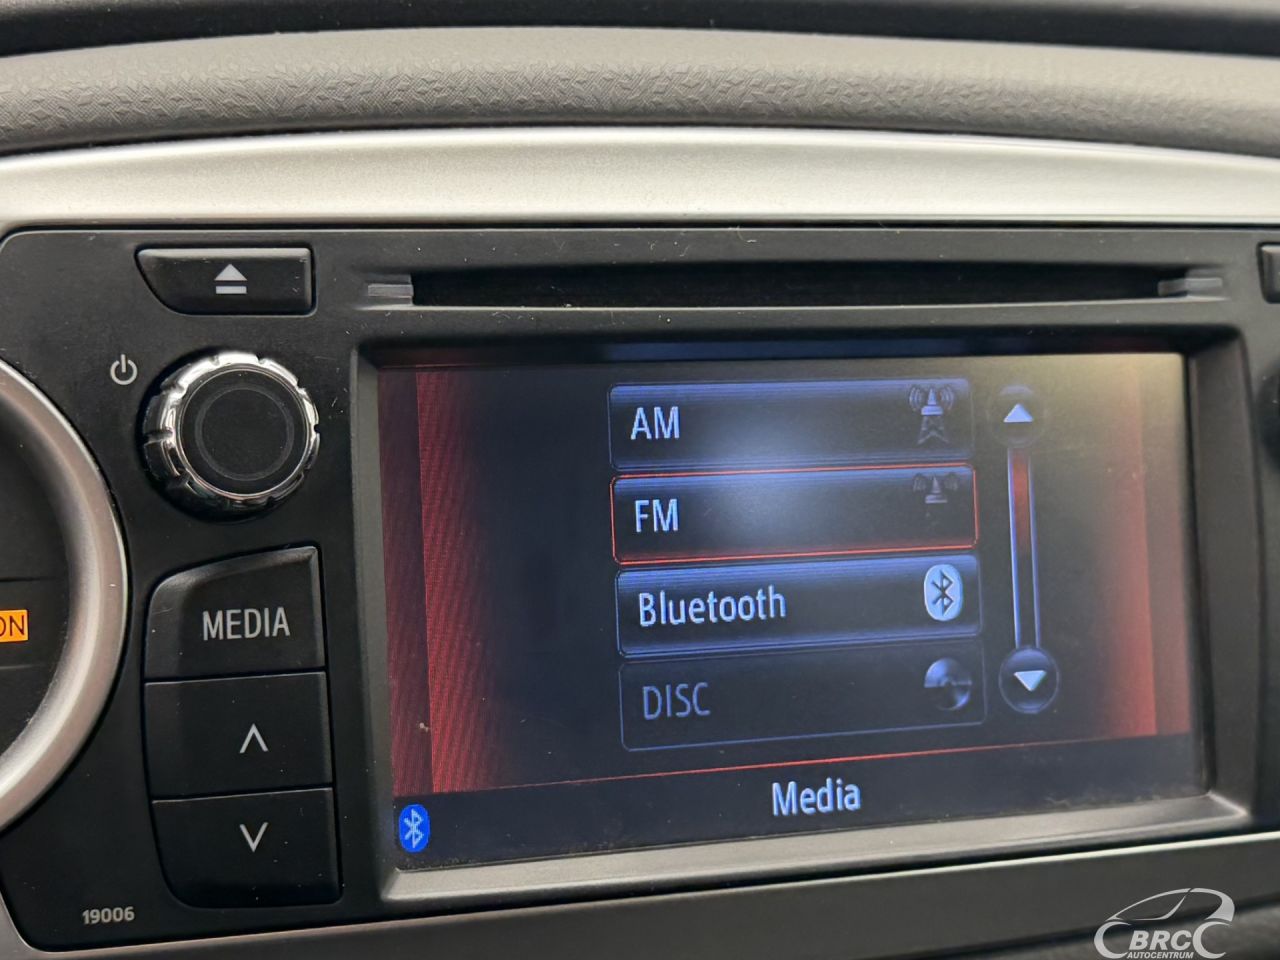 AM
FM
Bluetooth
DISC
Media
MEDIA
ON
19006
BRC
AUTOCENTRUM